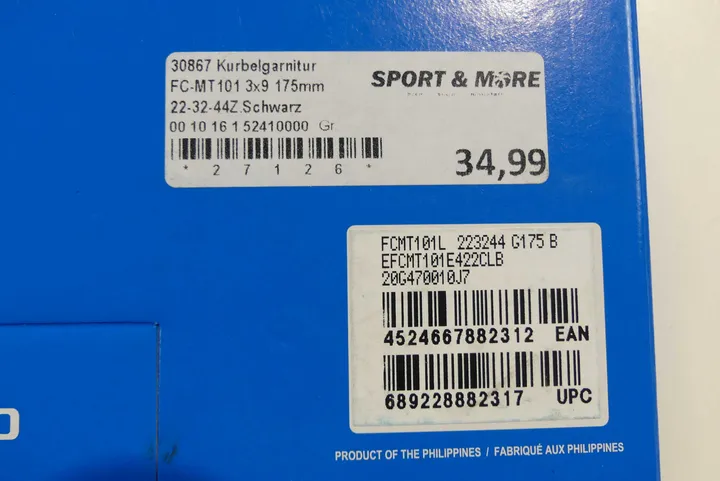 30867 Kurbelgarnitur
FC-MT101 3x9 175mm
22-32-44Z.Schwarz
00 10 16 1 52410000 Gr
* 2 7 1 2 6 *
SPORT & MORE
34,99
FCMT101L 223244 G175 B
EFCMT101E422CLB
20G470010J7
4524667882312 EAN
689228882317 UPC
PRODUCT OF THE PHILIPPINES / FABRIQUÉ AUX PHILIPPINES